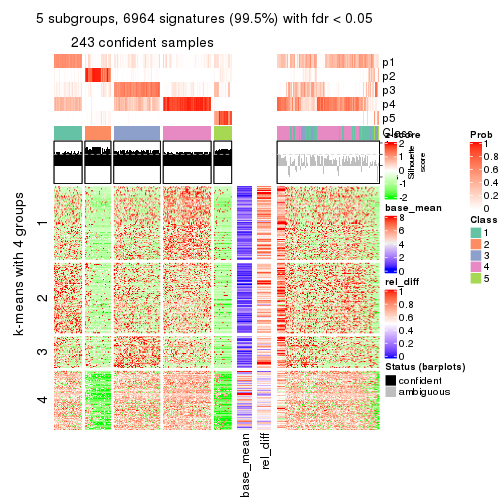 5 subgroups, 6964 signatures (99.5%) with fdr < 0.05
243 confident samples
p1
p2
p3
p4
p5
Class
z-score
2
1
0
-1
-2
Silhouette
score
Prob
1
0.8
0.6
0.4
0.2
0
base_mean
8
6
4
2
0
Class
1
2
3
4
5
rel_diff
1
0.8
0.6
0.4
0.2
0
Status (barplots)
confident
ambiguous
k-means with 4 groups
1
2
3
4
base_mean
rel_diff